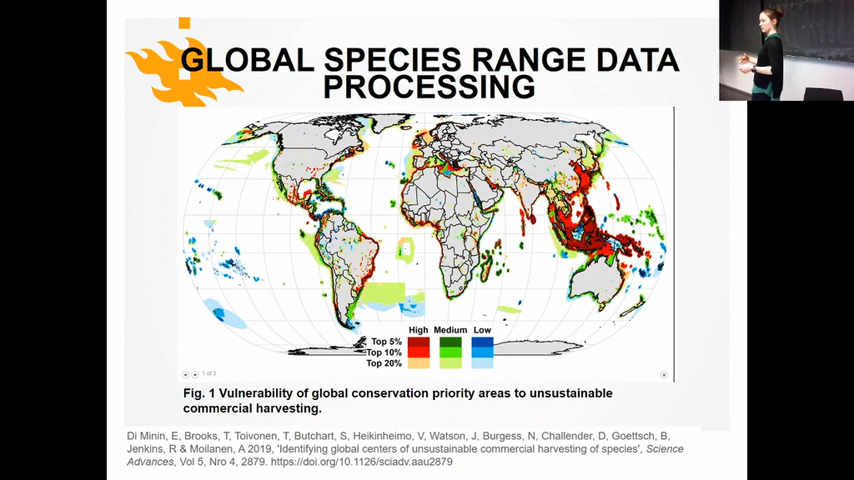 GLOBAL SPECIES RANGE DATA
PROCESSING
High Medium Low
Top 5%
Top 10%
Top 20%
1 of 3
Fig. 1 Vulnerability of global conservation priority areas to unsustainable
commercial harvesting.
Di Minin, E, Brooks, T, Toivonen, T, Butchart, S, Heikinheimo, V, Watson, J, Burgess, N, Challender, D, Goettsch, B,
Jenkins, R & Moilanen, A 2019, 'Identifying global centers of unsustainable commercial harvesting of species', Science
Advances, Vol 5, Nro 4, 2879. https://doi.org/10.1126/sciadv.aau2879